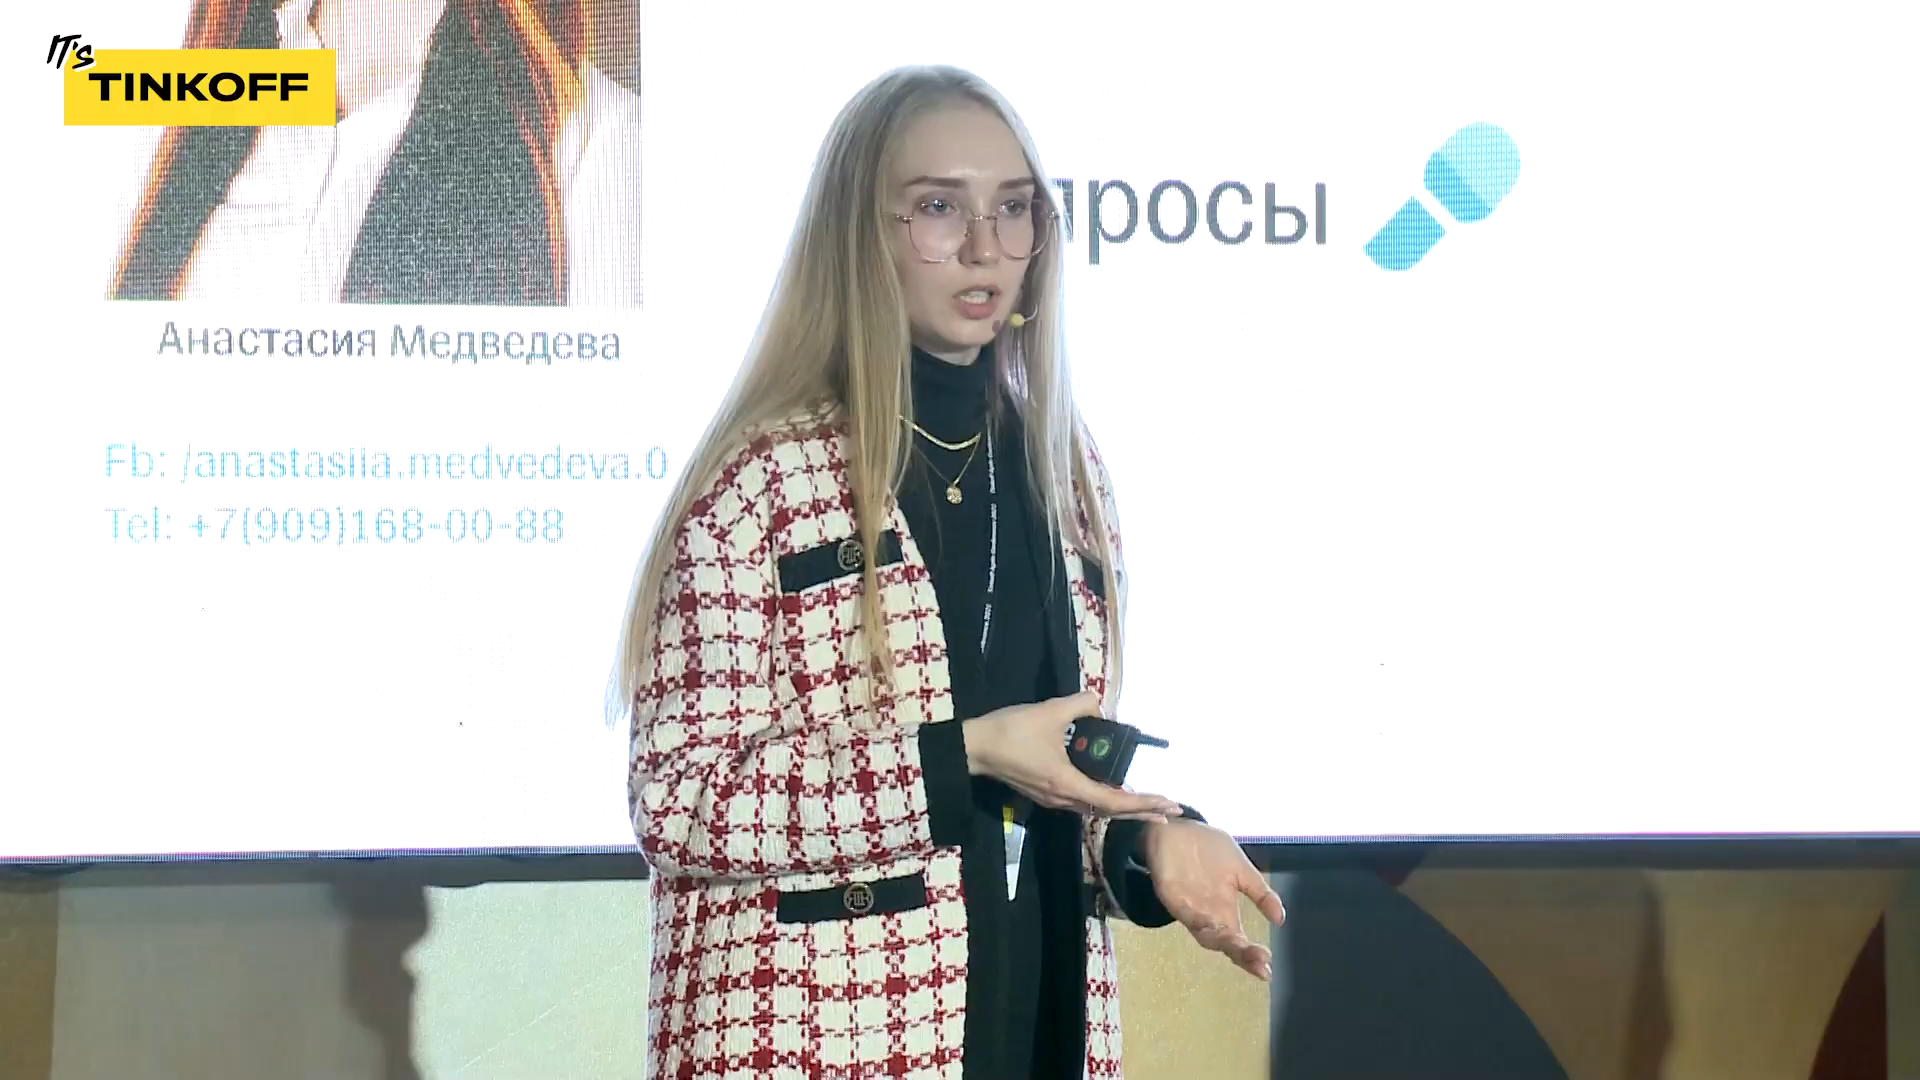 IT's
TINKOFF
просы
Анастасия Медведева
Fb: /anastasiia.medvedeva.0
Tel: +7(909)168-00-88